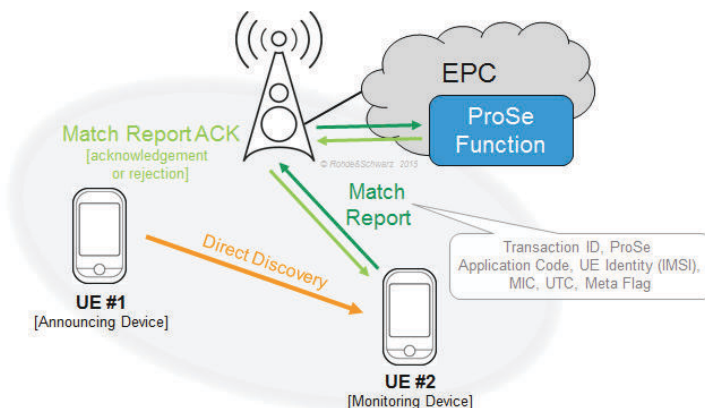 EPC
ProSe
Function
Match Report ACK
[acknowledgement
or rejection]
© Rohde&Schwarz 2015
Match
Report
Transaction ID, ProSe
Application Code, UE Identity (IMSI),
MIC, UTC, Meta Flag
Direct Discovery
UE #1
[Announcing Device]
UE #2
[Monitoring Device]